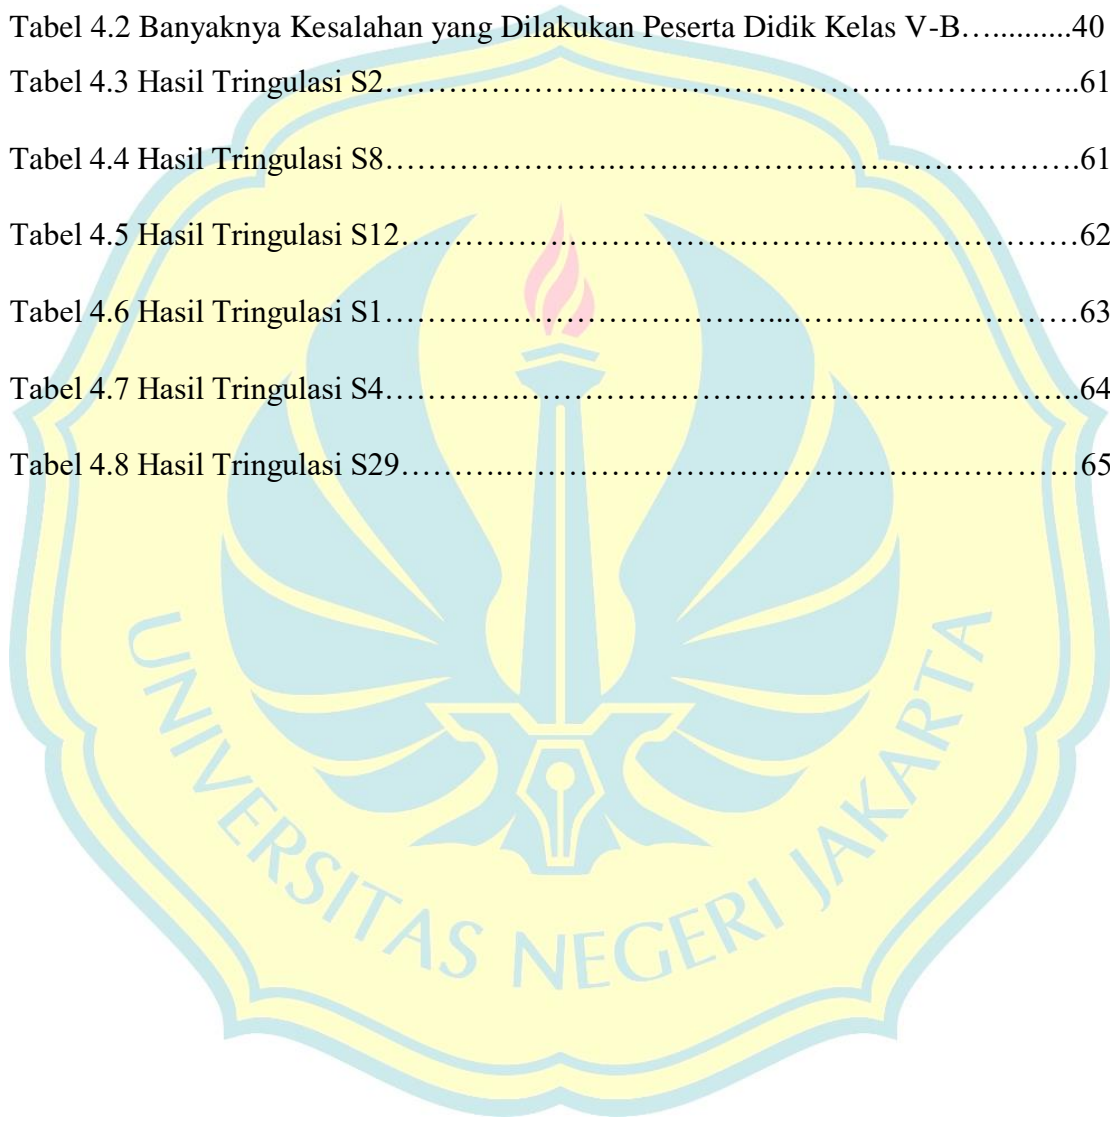 Tabel 4.2 Banyaknya Kesalahan yang Dilakukan Peserta Didik Kelas V-B…..........40
Tabel 4.3 Hasil Tringulasi S2…………………….…………………………………..61
Tabel 4.4 Hasil Tringulasi S8………………….…….……………………………….61
Tabel 4.5 Hasil Tringulasi S12…………….…………………………………………62
Tabel 4.6 Hasil Tringulasi S1…………………………………...……………………63
Tabel 4.7 Hasil Tringulasi S4………….……………………………………………..64
Tabel 4.8 Hasil Tringulasi S29……….………………………………………………65
UNIVERSITAS NEGERI JAKARTA